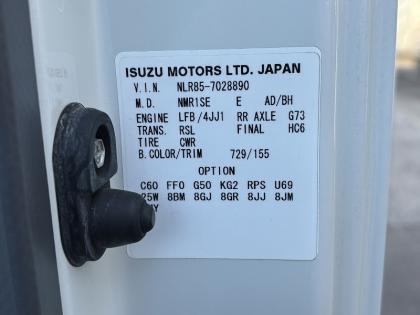 ISUZU MOTORS LTD. JAPAN
V.I.N. NLR85-7028890
M.D. NMR1SE E AD/BH
ENGINE LFB/4JJ1 RR AXLE G73
TRANS. RSL FINAL HC6
TIRE CWR
B.COLOR/TRIM 729/155
OPTION
C60 FF0 G50 KG2 RPS U69
8BM 8GJ 8GR 8JJ 8JM